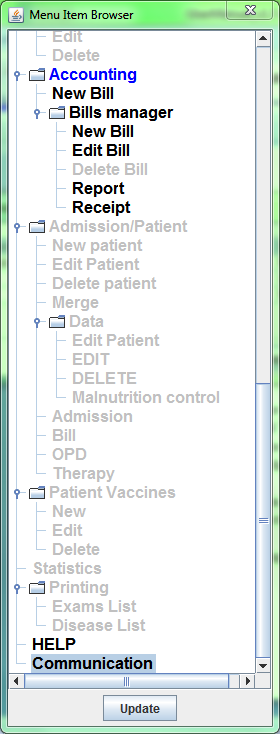 Menu Item Browser
Edit
Delete
Accounting
New Bill
Bills manager
New Bill
Edit Bill
Delete Bill
Report
Receipt
Admission/Patient
New patient
Edit Patient
Delete patient
Merge
Data
Edit Patient
EDIT
DELETE
Malnutrition control
Admission
Bill
OPD
Therapy
Patient Vaccines
New
Edit
Delete
Statistics
Printing
Exams List
Disease List
HELP
Communication
Update